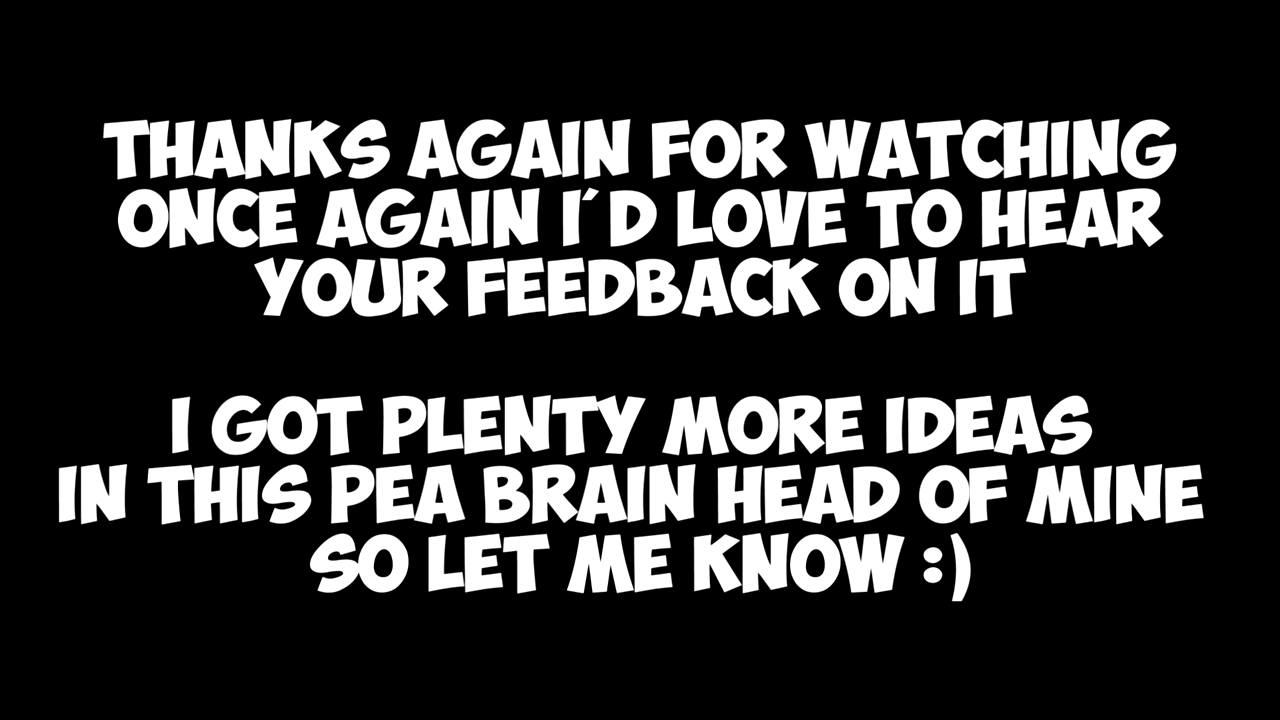 THANKS AGAIN FOR WATCHING
ONCE AGAIN I´D LOVE TO HEAR
YOUR FEEDBACK ON IT
I GOT PLENTY MORE IDEAS
IN THIS PEA BRAIN HEAD OF MINE
SO LET ME KNOW :)